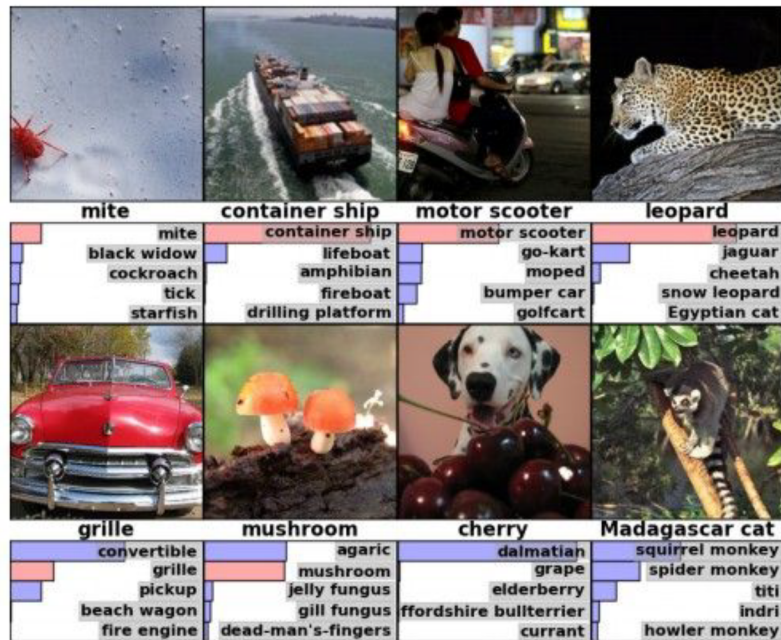 mite
container ship
motor scooter
leopard
mite
black widow
cockroach
tick
starfish
container ship
lifeboat
amphibian
fireboat
drilling platform
motor scooter
go-kart
moped
bumper car
golfcart
leopard
jaguar
cheetah
snow leopard
Egyptian cat
grille
mushroom
cherry
Madagascar cat
convertible
grille
pickup
beach wagon
fire engine
agaric
mushroom
jelly fungus
gill fungus
dead-man's-fingers
dalmatian
grape
elderberry
ffordshire bullterrier
currant
squirrel monkey
spider monkey
titi
indri
howler monkey